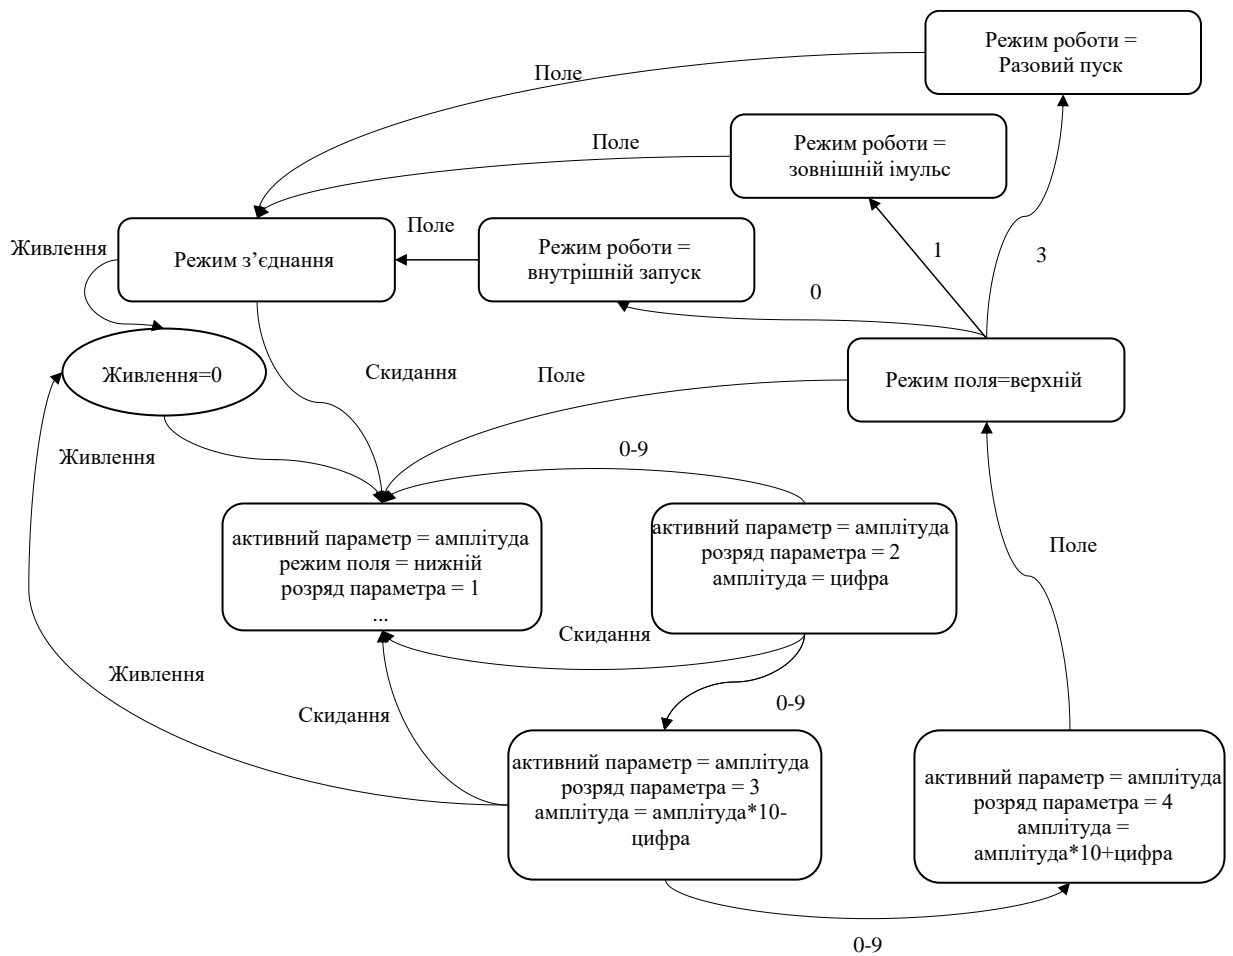 Режим роботи =
Разовий пуск
Поле
Режим роботи =
зовнішній імульс
Поле
Поле
Режим роботи =
внутрішній запуск
Живлення
Режим з’єднання
1
3
0
Живлення=0
Скидання
Поле
Режим поля=верхній
Живлення
0-9
активний параметр = амплітуда
режим поля = нижній
розряд параметра = 1
...
активний параметр = амплітуда
розряд параметра = 2
амплітуда = цифра
Поле
Скидання
Живлення
Скидання
0-9
активний параметр = амплітуда
розряд параметра = 3
амплітуда = амплітуда*10-
цифра
активний параметр = амплітуда
розряд параметра = 4
амплітуда =
амплітуда*10+цифра
0-9